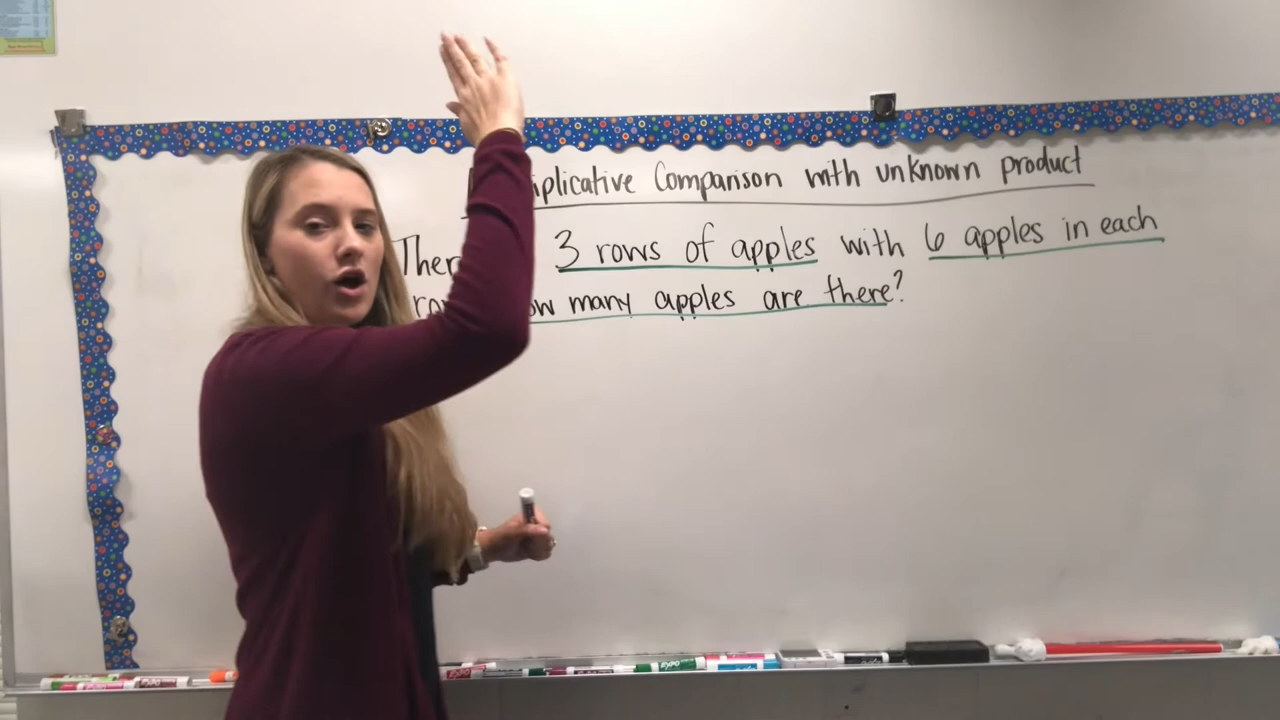 iplicative Comparison with unknown product
Ther 3 rows of apples with 6 apples in each
ow many apples are there?